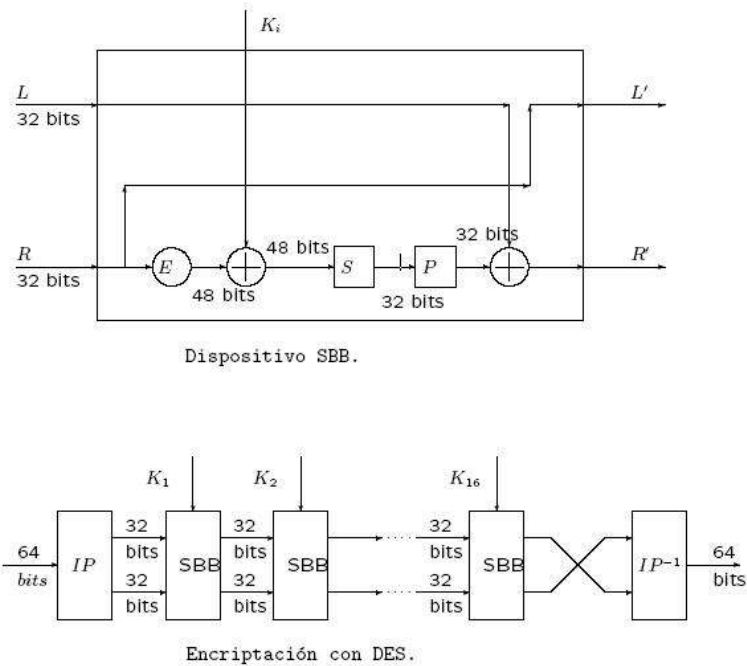 K_i
L
32 bits
L'
R
32 bits
E
48 bits
48 bits
S
32 bits
P
32 bits
R'
Dispositivo SBB.
K_1
K_2
K_16
64
bits
IP
32
bits
32
bits
SBB
32
bits
32
bits
SBB
32
bits
32
bits
SBB
IP^{-1}
64
bits
Encriptación con DES.